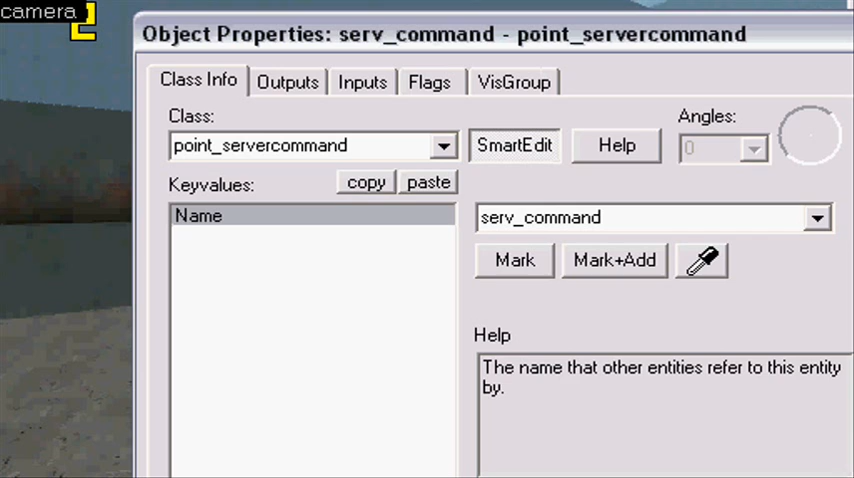 camera
Object Properties: serv_command - point_servercommand
Class Info Outputs Inputs Flags VisGroup
Class: Angles:
point_servercommand SmartEdit Help 0
Keyvalues: copy paste
Name serv_command
Mark Mark+Add
Help
The name that other entities refer to this entity
by.